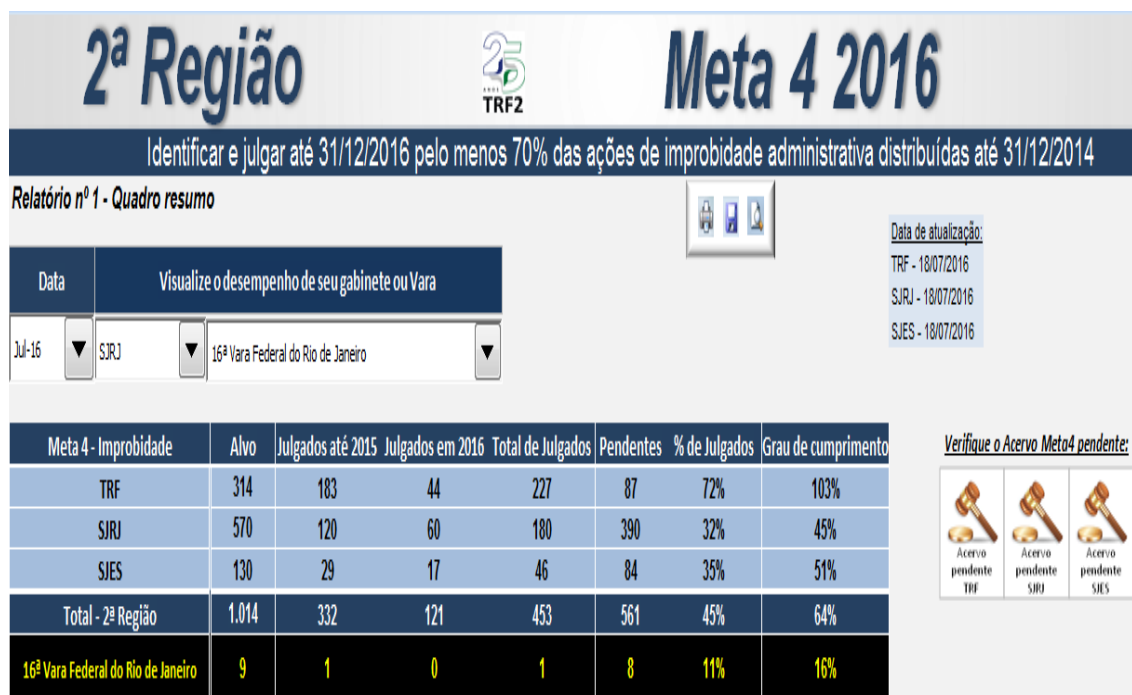 2ª Região
25
anos
TRF2
Meta 4 2016
Identificar e julgar até 31/12/2016 pelo menos 70% das ações de improbidade administrativa distribuídas até 31/12/2014
Relatório nº 1 - Quadro resumo
Data de atualização:
TRF - 18/07/2016
SJRJ - 18/07/2016
SJES - 18/07/2016
Data Visualize o desempenho de seu gabinete ou Vara
Jul-16 SJRJ 16ª Vara Federal do Rio de Janeiro
Meta 4 - Improbidade Alvo Julgados até 2015 Julgados em 2016 Total de Julgados Pendentes % de Julgados Grau de cumprimento
TRF 314 183 44 227 87 72% 103%
SJRJ 570 120 60 180 390 32% 45%
SJES 130 29 17 46 84 35% 51%
Total - 2ª Região 1.014 332 121 453 561 45% 64%
16ª Vara Federal do Rio de Janeiro 9 1 0 1 8 11% 16%
Verifique o Acervo Meta4 pendente:
Acervo pendente TRF
Acervo pendente SJRJ
Acervo pendente SJES